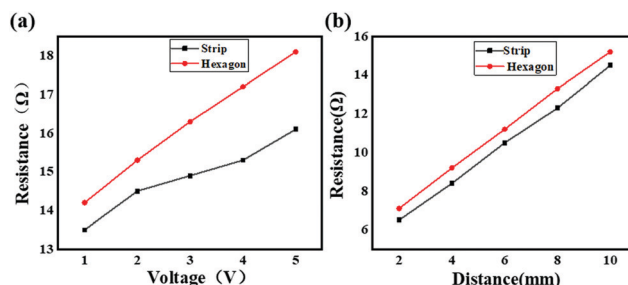 (a)
Strip
Hexagon
18
17
16
15
14
13
Resistance（Ω）
1 2 3 4 5
Voltage（V）
(b)
Strip
Hexagon
16
14
12
10
8
6
Resistance(Ω)
2 4 6 8 10
Distance(mm)